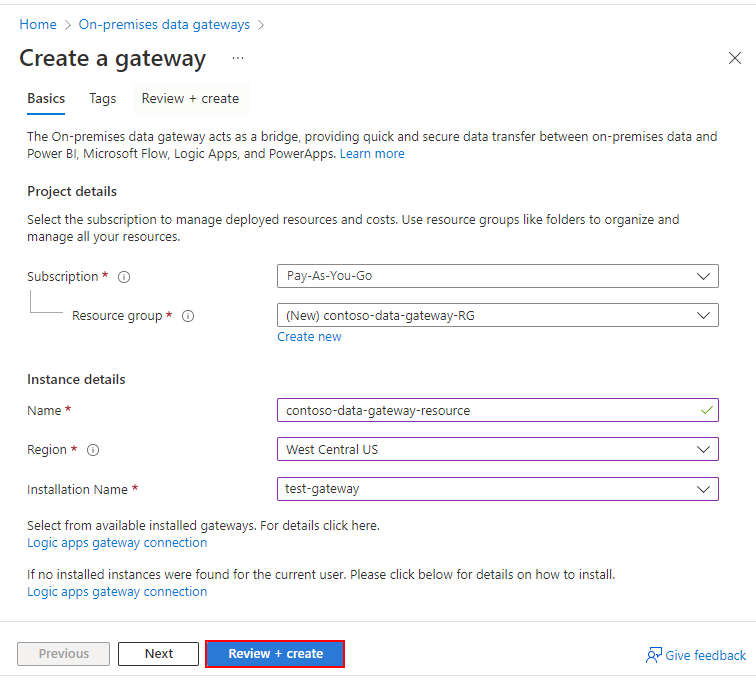 Home > On-premises data gateways >
Create a gateway ...
Basics Tags Review + create
The On-premises data gateway acts as a bridge, providing quick and secure data transfer between on-premises data and
Power BI, Microsoft Flow, Logic Apps, and PowerApps. Learn more
Project details
Select the subscription to manage deployed resources and costs. Use resource groups like folders to organize and
manage all your resources.
Subscription * Pay-As-You-Go
Resource group * (New) contoso-data-gateway-RG
Create new
Instance details
Name * contoso-data-gateway-resource
Region * West Central US
Installation Name * test-gateway
Select from available installed gateways. For details click here.
Logic apps gateway connection
If no installed instances were found for the current user. Please click below for details on how to install.
Logic apps gateway connection
Previous Next Review + create Give feedback